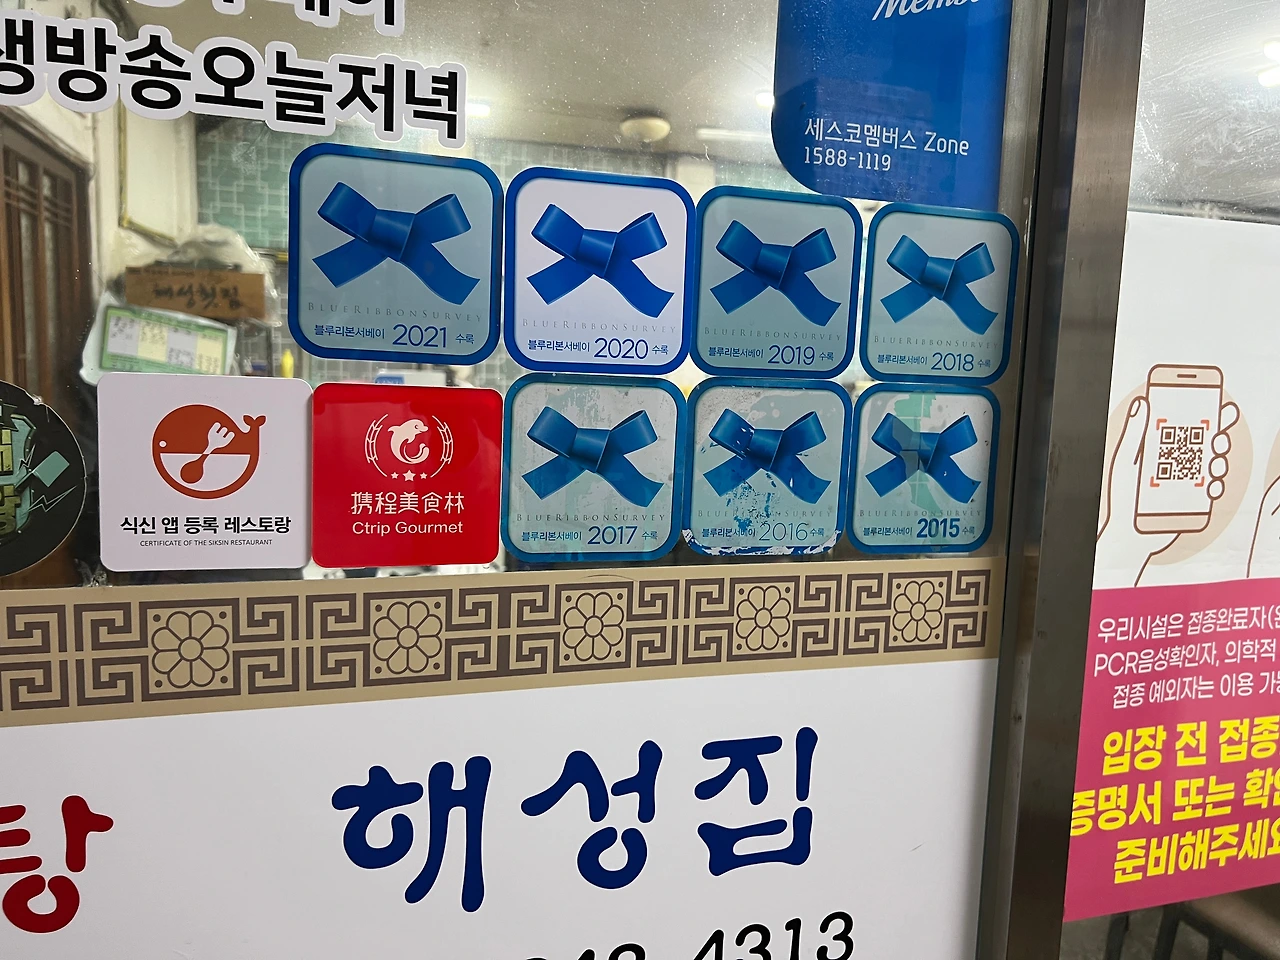 생방송오늘저녁
세스코멤버스 Zone
1588-1119
BLUERIBBONSURVEY
블루리본서베이 2021 수록
BLUERIBBONSURVEY
블루리본서베이 2020 수록
BLUERIBBONSURVEY
블루리본서베이 2019 수록
BLUERIBBONSURVEY
블루리본서베이 2018 수록
해성횟집
식신 앱 등록 레스토랑
CERTIFICATE OF THE SIKSIN RESTAURANT
携程美食林
Ctrip Gourmet
BLUERIBBONSURVEY
블루리본서베이 2017 수록
BLUERIBBONSURVEY
블루리본서베이 2016 수록
BLUERIBBONSURVEY
블루리본서베이 2015 수록
탕
해성집
4313
우리시설은 접종완료자
PCR음성확인자, 의학적
접종 예외자는 이용
입장 전 접종
증명서 또는
준비해주세요